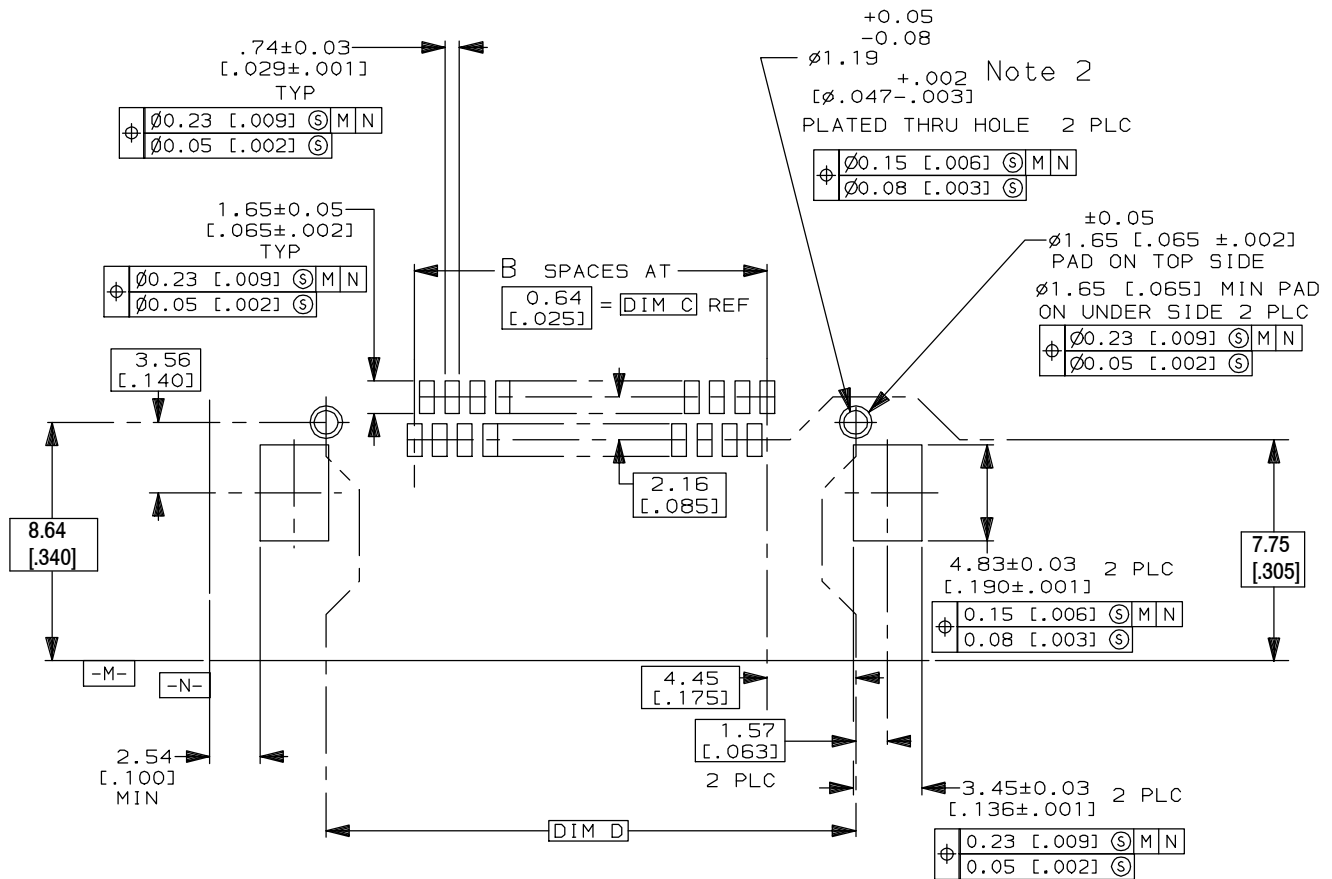 +0.05
-0.08
ø1.19
+.002 Note 2
[ø.047-.003]
PLATED THRU HOLE 2 PLC
⌖ Ø0.15 [.006] Ⓢ M N
Ø0.08 [.003] Ⓢ
.74±0.03
[.029±.001]
TYP
⌖ Ø0.23 [.009] Ⓢ M N
Ø0.05 [.002] Ⓢ
1.65±0.05
[.065±.002]
TYP
⌖ Ø0.23 [.009] Ⓢ M N
Ø0.05 [.002] Ⓢ
B SPACES AT
0.64
[.025] = DIM C REF
±0.05
ø1.65 [.065 ±.002]
PAD ON TOP SIDE
ø1.65 [.065] MIN PAD
ON UNDER SIDE 2 PLC
⌖ Ø0.23 [.009] Ⓢ M N
Ø0.05 [.002] Ⓢ
3.56
[.140]
2.16
[.085]
8.64
[.340]
7.75
[.305]
4.83±0.03 2 PLC
[.190±.001]
⌖ 0.15 [.006] Ⓢ M N
0.08 [.003] Ⓢ
-M-
-N-
4.45
[.175]
1.57
[.063]
2 PLC
2.54
[.100]
MIN
3.45±0.03 2 PLC
[.136±.001]
⌖ 0.23 [.009] Ⓢ M N
0.05 [.002] Ⓢ
DIM D